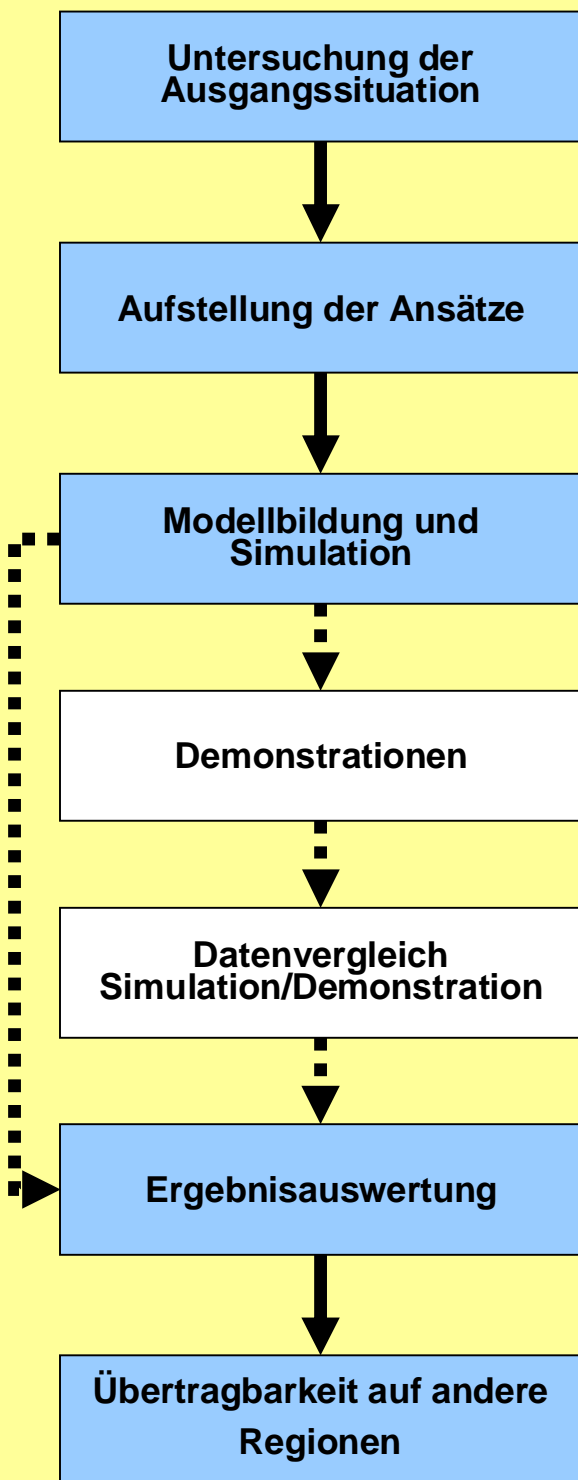 Untersuchung der
Ausgangssituation
Aufstellung der Ansätze
Modellbildung und
Simulation
Demonstrationen
Datenvergleich
Simulation/Demonstration
Ergebnisauswertung
Übertragbarkeit auf andere
Regionen